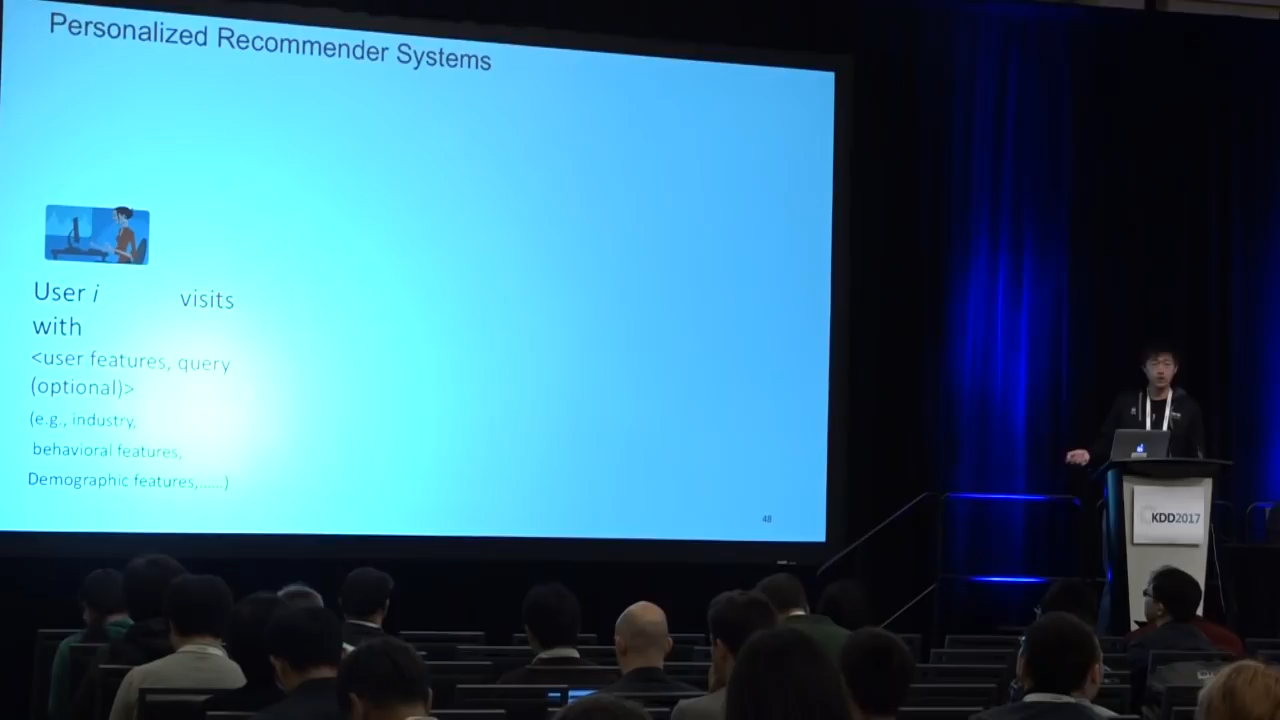 Personalized Recommender Systems
User i visits
with
<user features, query
(optional)>
(e.g., industry,
behavioral features,
Demographic features,......)
48
KDD2017